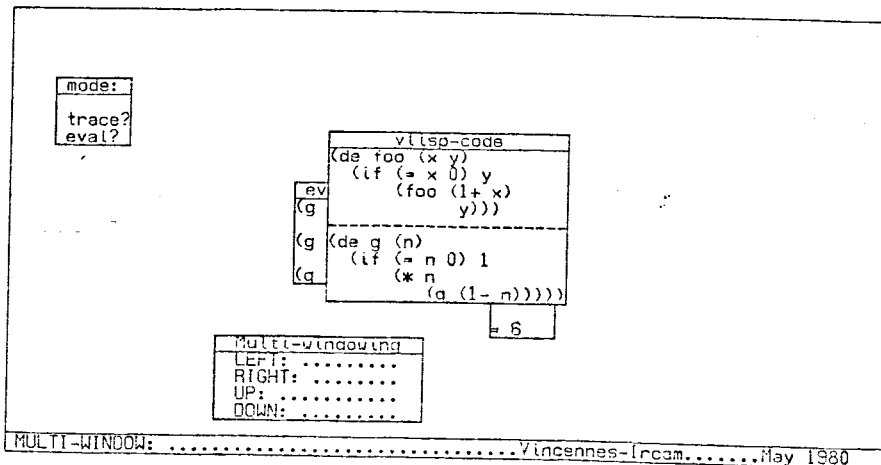 mode:
trace?
eval?
vlisp-code
(de foo (x y)
(if (= x 0) y
(foo (1+ x)
y)))
ev
(g
(g
(g
(de g (n)
(if (= n 0) 1
(* n
(g (1- n)))))
= 6
Multi-windowing
LEFT: .........
RIGHT: ........
UP: ...........
DOWN: .........
MULTI-WINDOW: ................................Vincennes-Ircam.......May 1980